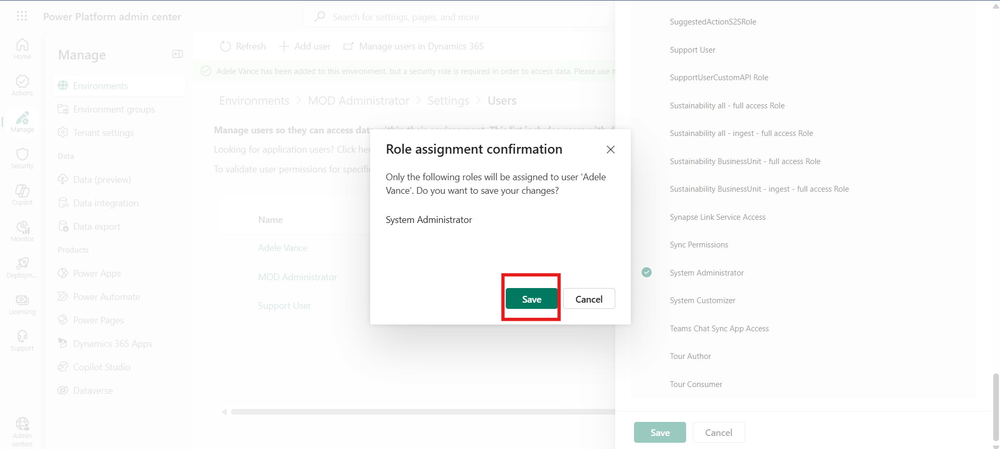 Power Platform admin center
Search for settings, pages, and more
Home
Actions
Manage
Security
Copilot
Monitor
Deploym...
Licensing
Support
Admin
centers
Manage
Environments
Environment groups
Tenant settings
Data
Data (preview)
Data integration
Data export
Products
Power Apps
Power Automate
Power Pages
Dynamics 365 Apps
Copilot Studio
Dataverse
Refresh
Add user
Manage users in Dynamics 365
Adele Vance has been added to this environment, but a security role is required in order to access data. Please use
Environments > MOD Administrator > Settings > Users
Manage users so they can access data within their environment. This list includes users with
Looking for application users? Click
To validate user permissions for
Name
Adele Vance
MOD Administrator
Support User
Role assignment confirmation
Only the following roles will be assigned to user 'Adele
Vance'. Do you want to save your changes?
System Administrator
Save
Cancel
SuggestedActionS2SRole
Support User
SupportUserCustomAPI Role
Sustainability all - full access Role
Sustainability all - ingest - full access Role
Sustainability BusinessUnit - full access Role
Sustainability BusinessUnit - ingest - full access Role
Synapse Link Service Access
Sync Permissions
System Administrator
System Customizer
Teams Chat Sync App Access
Tour Author
Tour Consumer
Save
Cancel